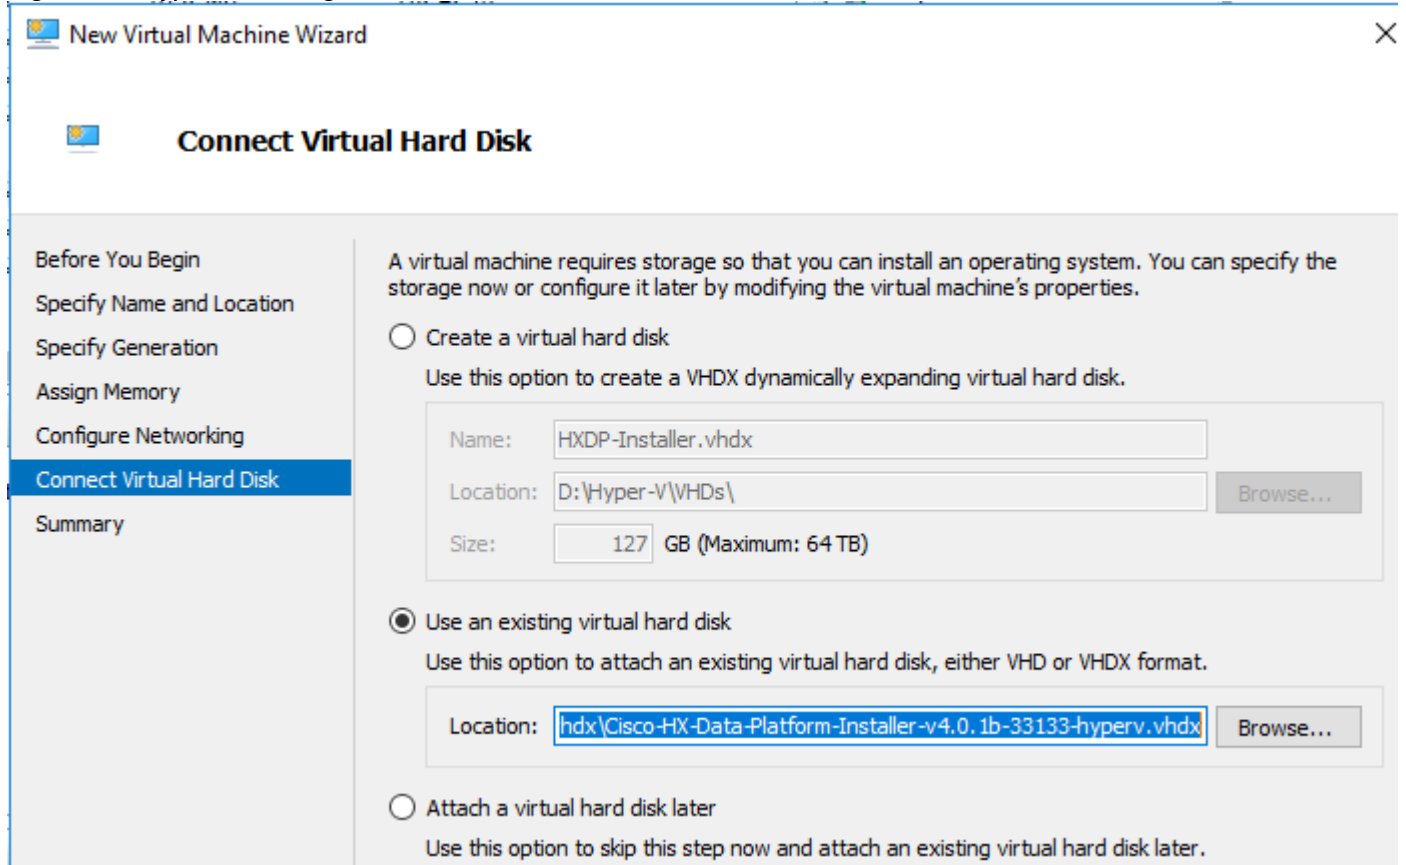 New Virtual Machine Wizard
Connect Virtual Hard Disk
Before You Begin
Specify Name and Location
Specify Generation
Assign Memory
Configure Networking
Connect Virtual Hard Disk
Summary
A virtual machine requires storage so that you can install an operating system. You can specify the
storage now or configure it later by modifying the virtual machine's properties.
Create a virtual hard disk
Use this option to create a VHDX dynamically expanding virtual hard disk.
Name: HXDP-Installer.vhdx
Location: D:\Hyper-V\VHDs\ Browse...
Size: 127 GB (Maximum: 64 TB)
Use an existing virtual hard disk
Use this option to attach an existing virtual hard disk, either VHD or VHDX format.
Location: hdx\Cisco-HX-Data-Platform-Installer-v4.0.1b-33133-hyperv.vhdx Browse...
Attach a virtual hard disk later
Use this option to skip this step now and attach an existing virtual hard disk later.